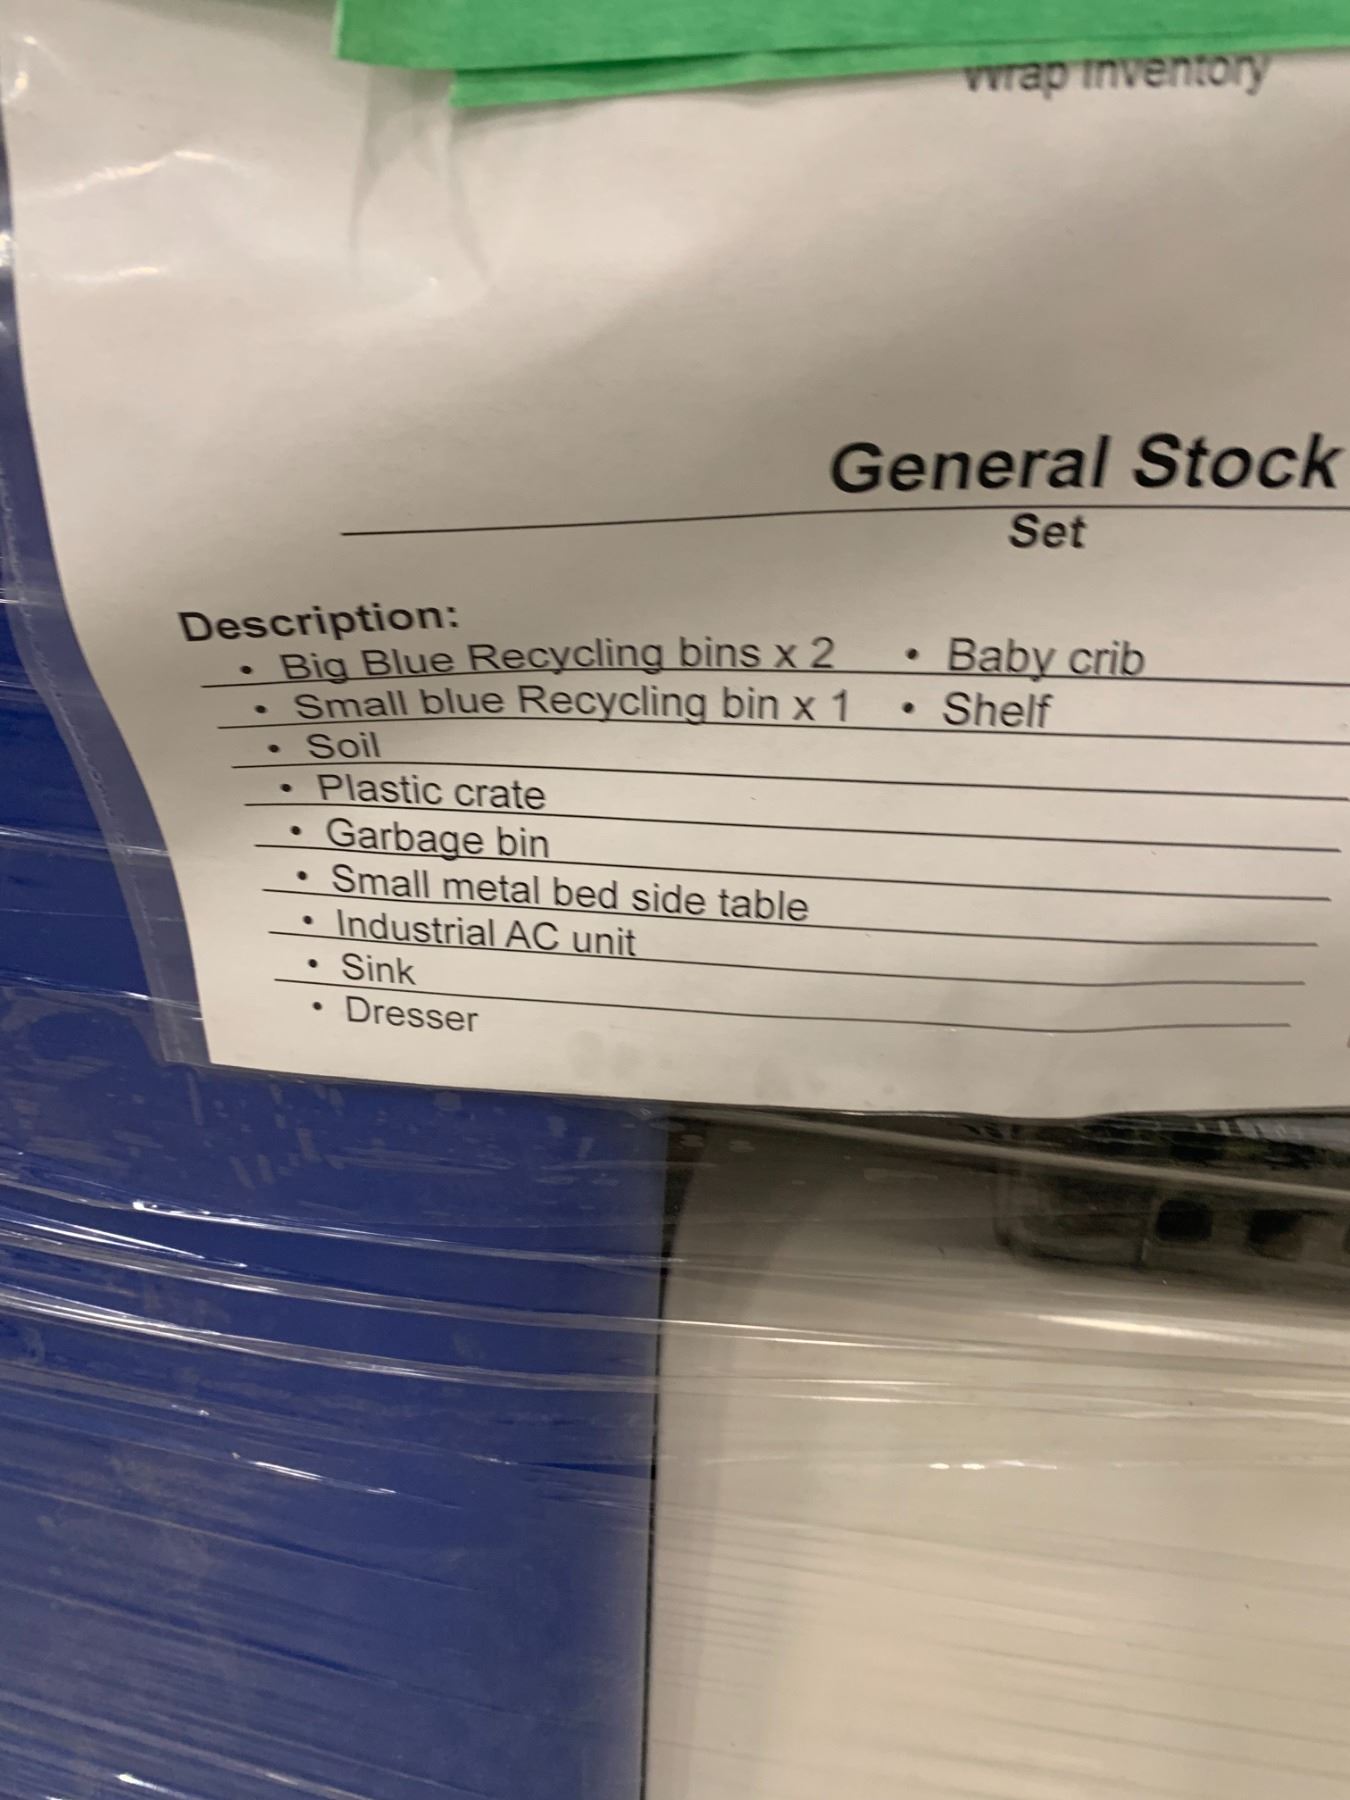 Wrap Inventory
General Stock
Set
Description:
• Big Blue Recycling bins x 2 • Baby crib
• Small blue Recycling bin x 1 • Shelf
• Soil
• Plastic crate
• Garbage bin
• Small metal bed side table
• Industrial AC unit
• Sink
• Dresser